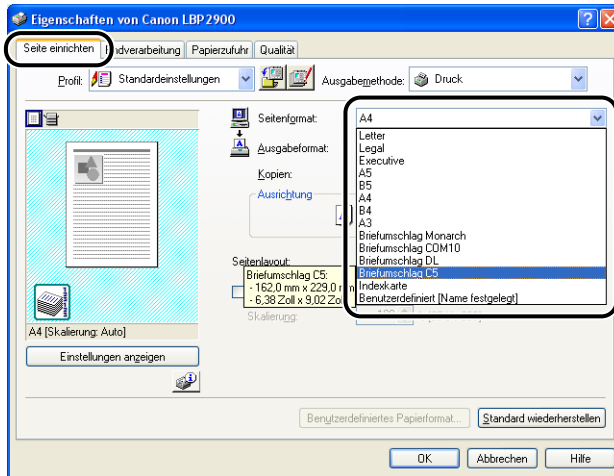 Eigenschaften von Canon LBP2900
Seite einrichten
Endverarbeitung
Papierzufuhr
Qualität
Profil:
Standardeinstellungen
Ausgabemethode:
Druck
Seitenformat:
A4
Ausgabeformat:
Kopien:
Ausrichtung
Letter
Legal
Executive
A5
B5
A4
B4
A3
Briefumschlag Monarch
Briefumschlag COM10
Briefumschlag DL
Briefumschlag C5
Indexkarte
Benutzerdefiniert [Name festgelegt]
Seitenlayout:
Briefumschlag C5:
- 162,0 mm x 229,0 m
- 6,38 Zoll x 9,02 Zo
Skalierung:
A4 [Skalierung: Auto]
Einstellungen anzeigen
Benutzerdefiniertes Papierformat...
Standard wiederherstellen
OK
Abbrechen
Hilfe